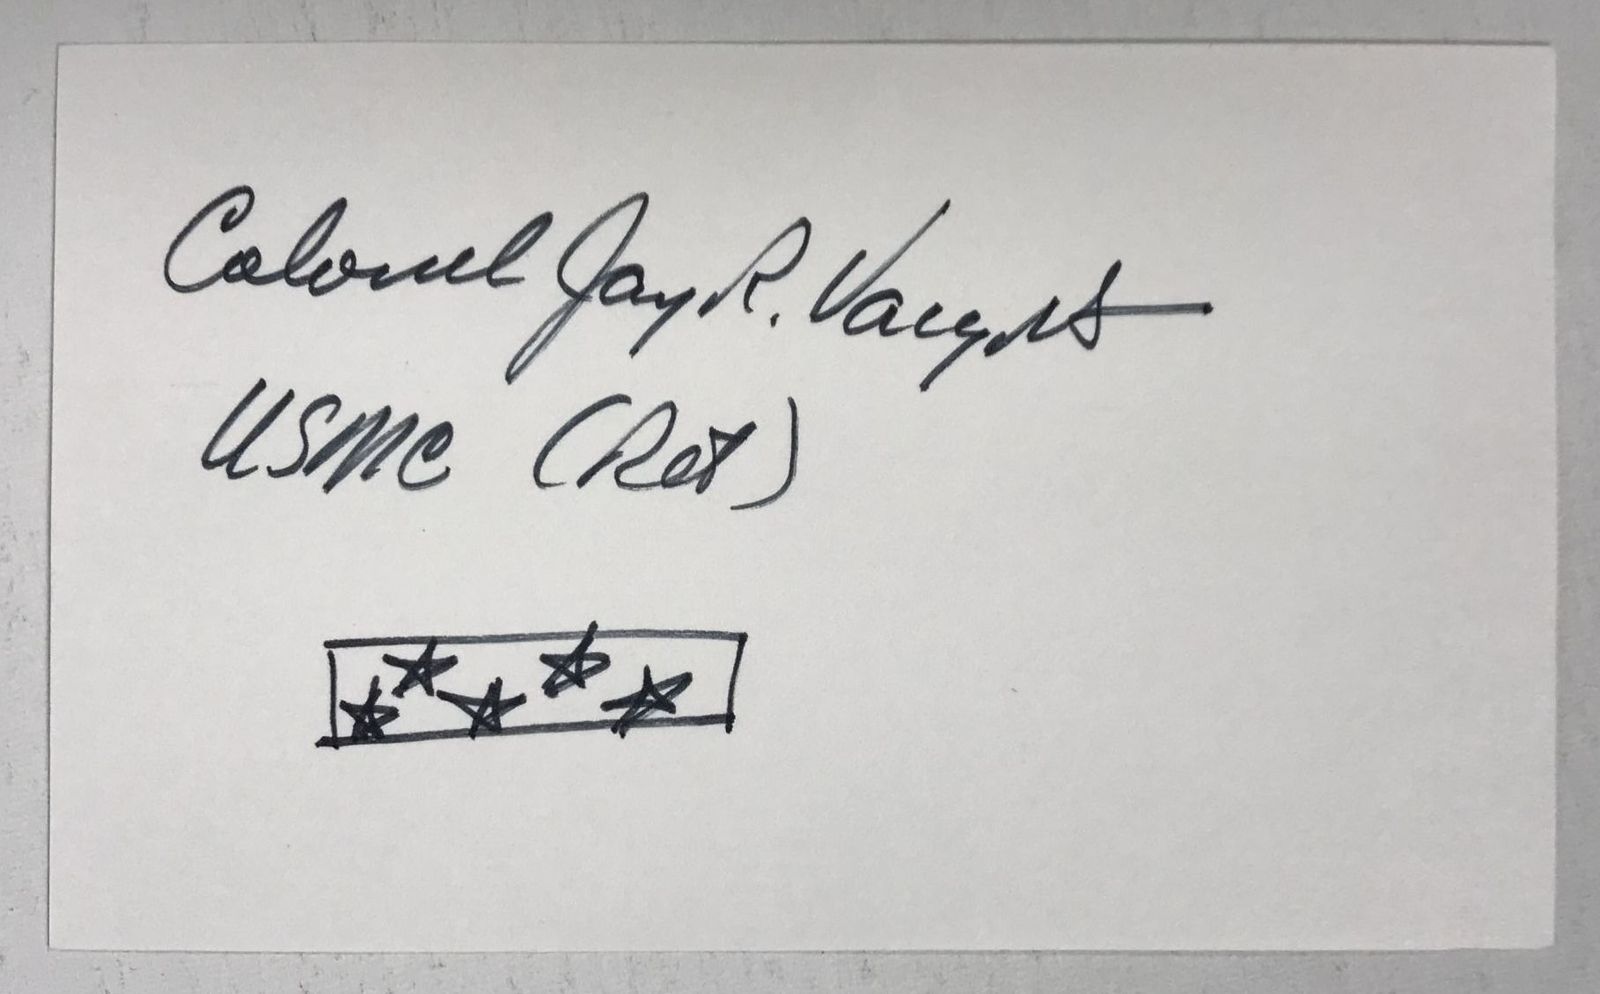 Colonel Jay R. Vargas
USMC (Ret)